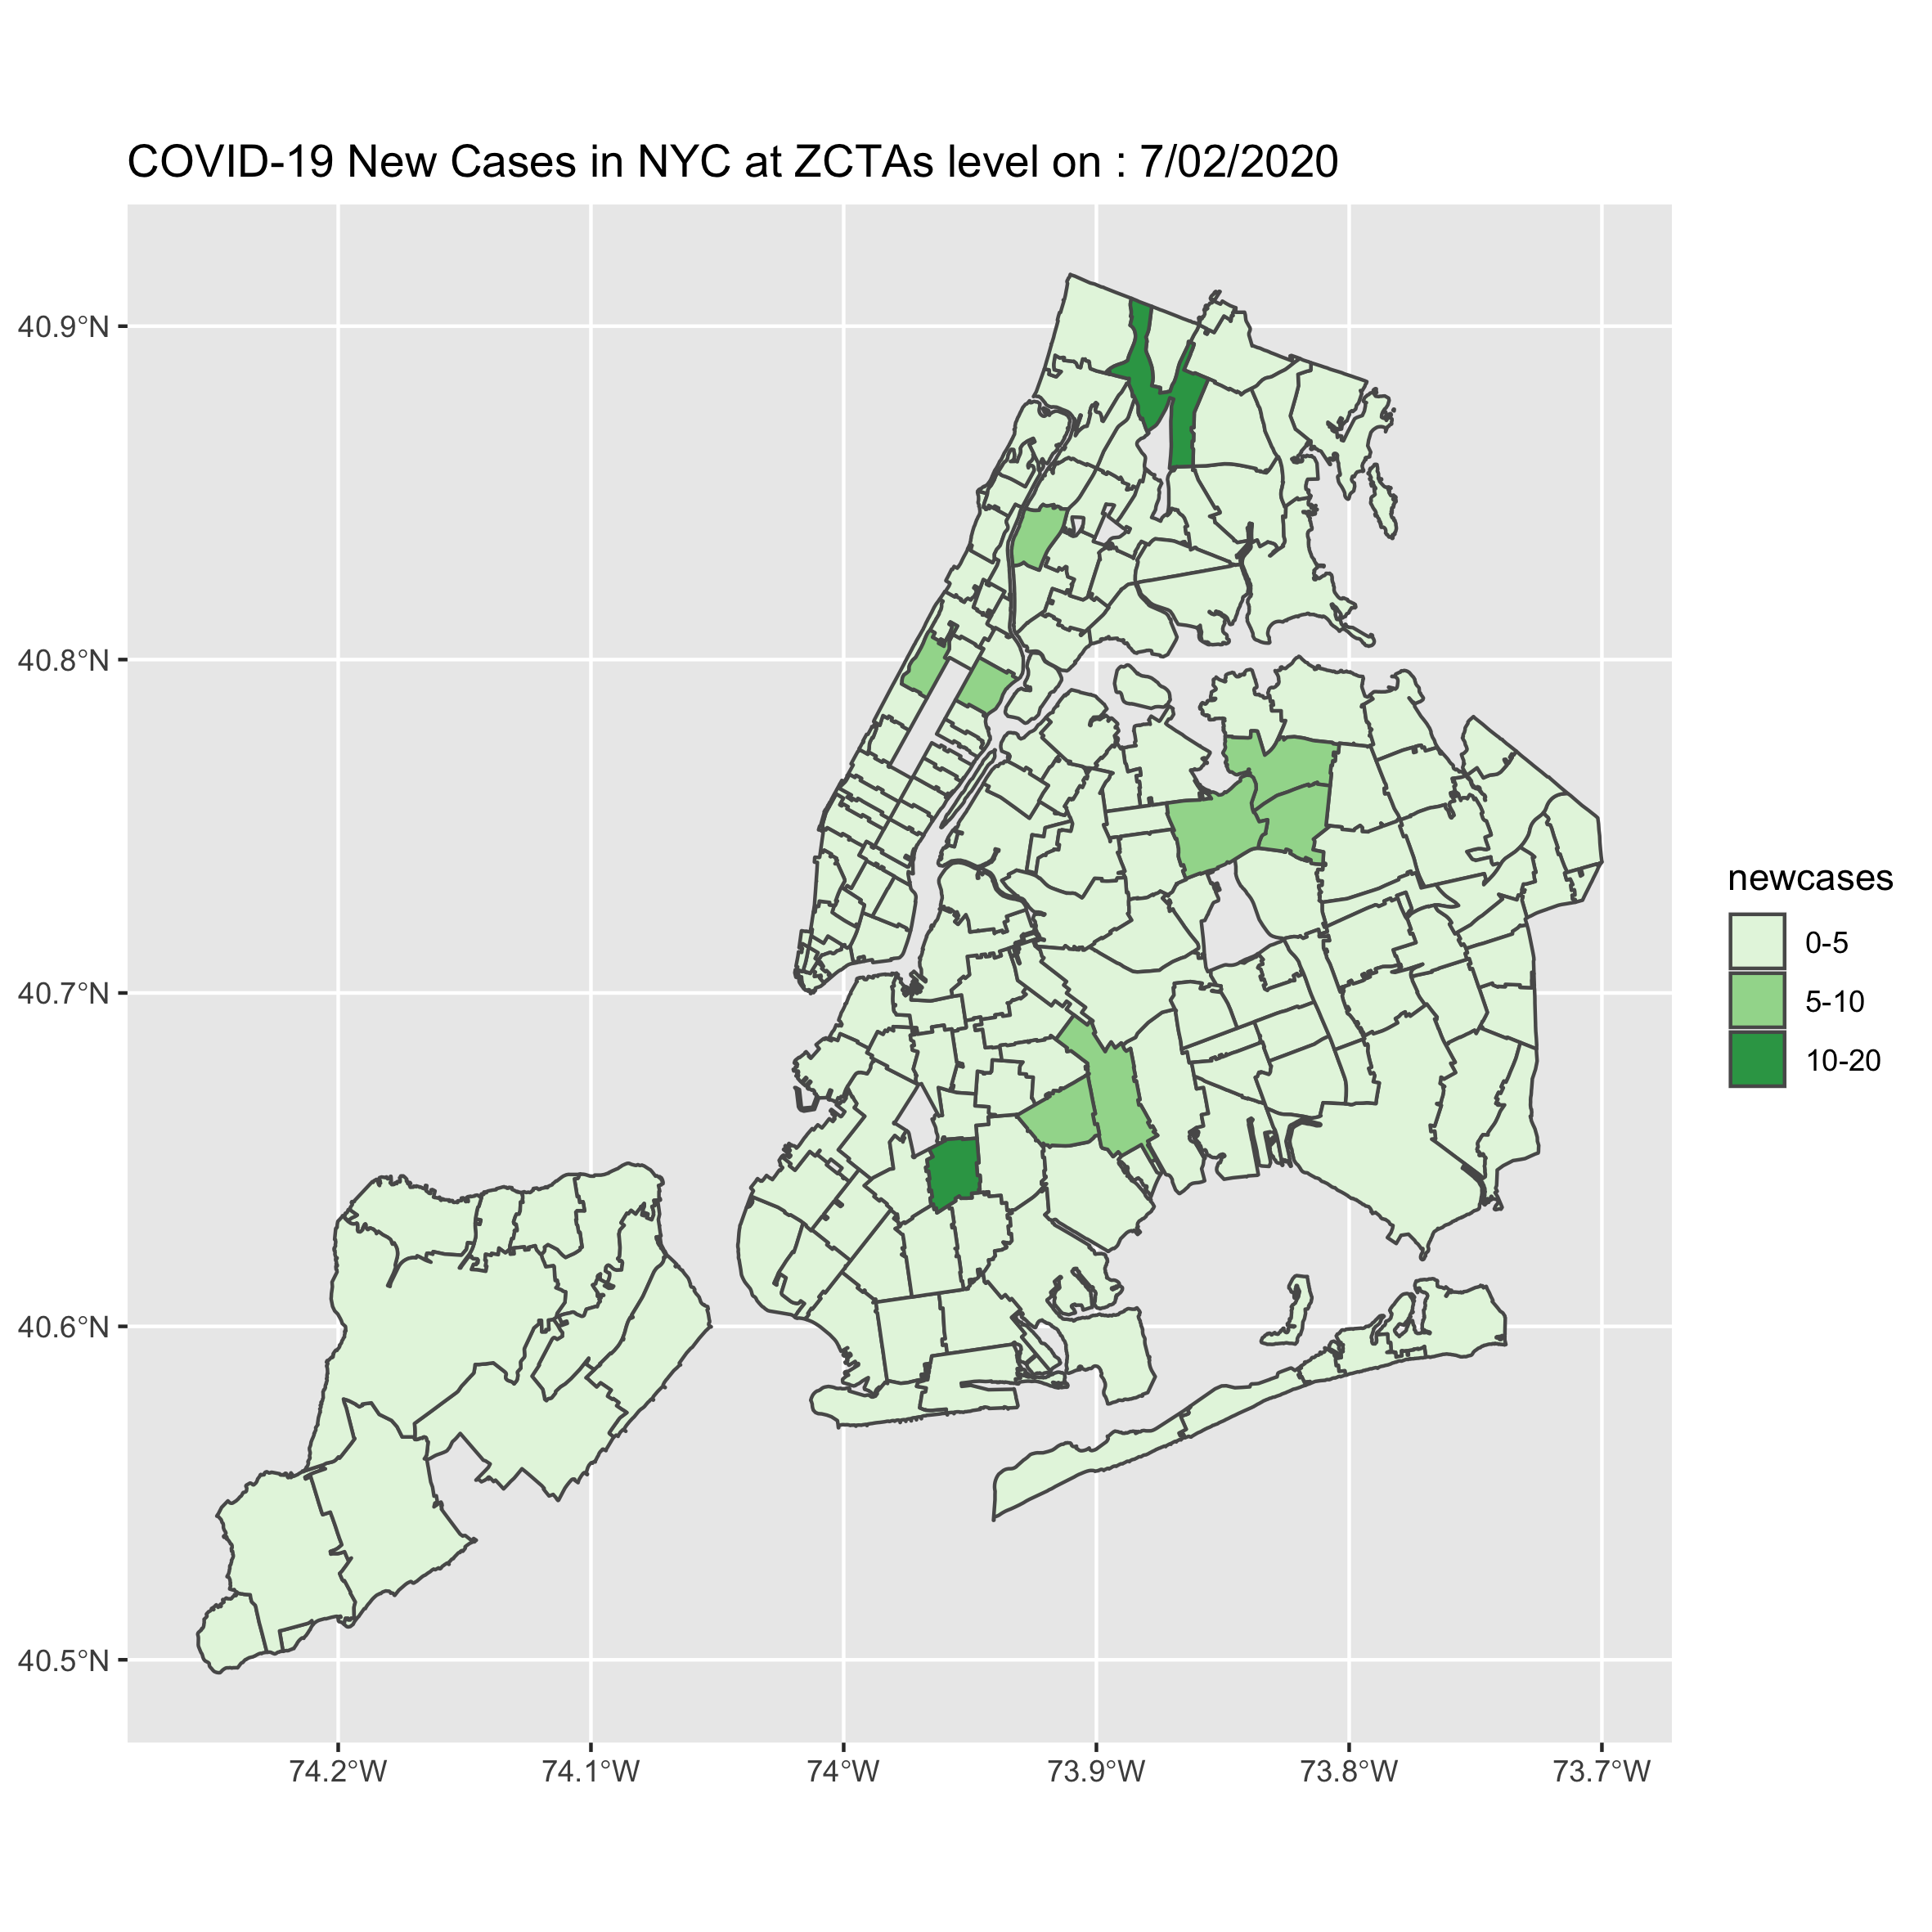 COVID-19 New Cases in NYC at ZCTAs level on : 7/02/2020
40.9°N
40.8°N
40.7°N
40.6°N
40.5°N
74.2°W
74.1°W
74°W
73.9°W
73.8°W
73.7°W
newcases
0-5
5-10
10-20